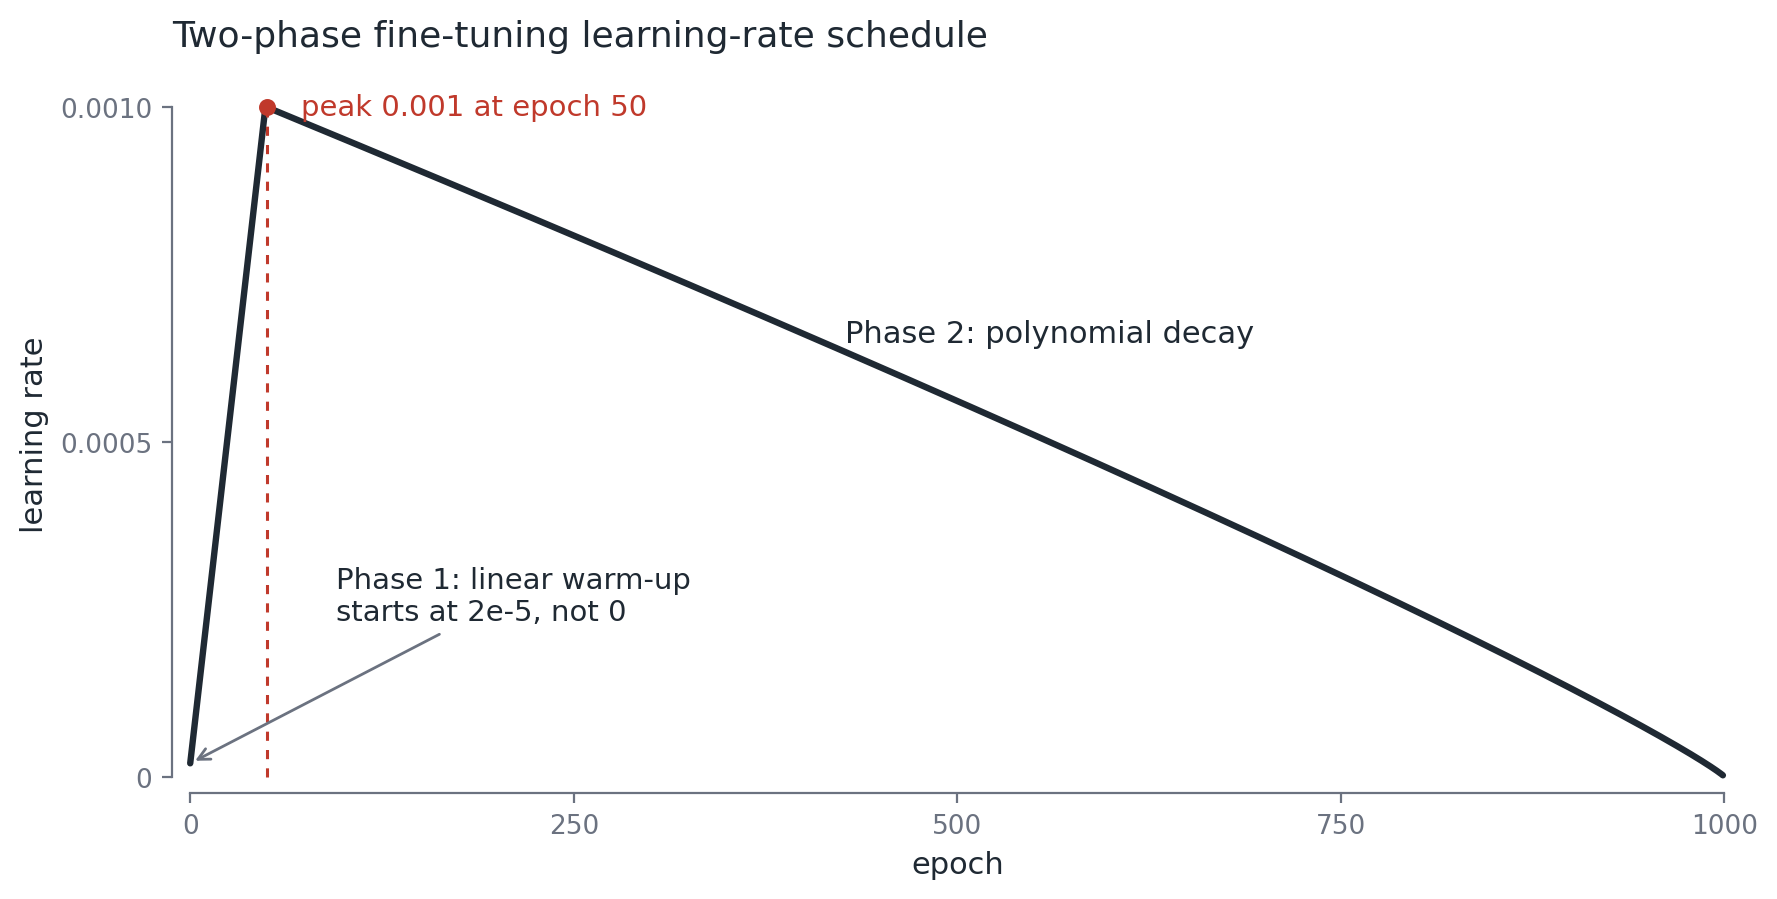 Two-phase fine-tuning learning-rate schedule
0.0010
peak 0.001 at epoch 50
Phase 2: polynomial decay
learning rate
0.0005
Phase 1: linear warm-up
starts at 2e-5, not 0
0
0
250
500
750
1000
epoch